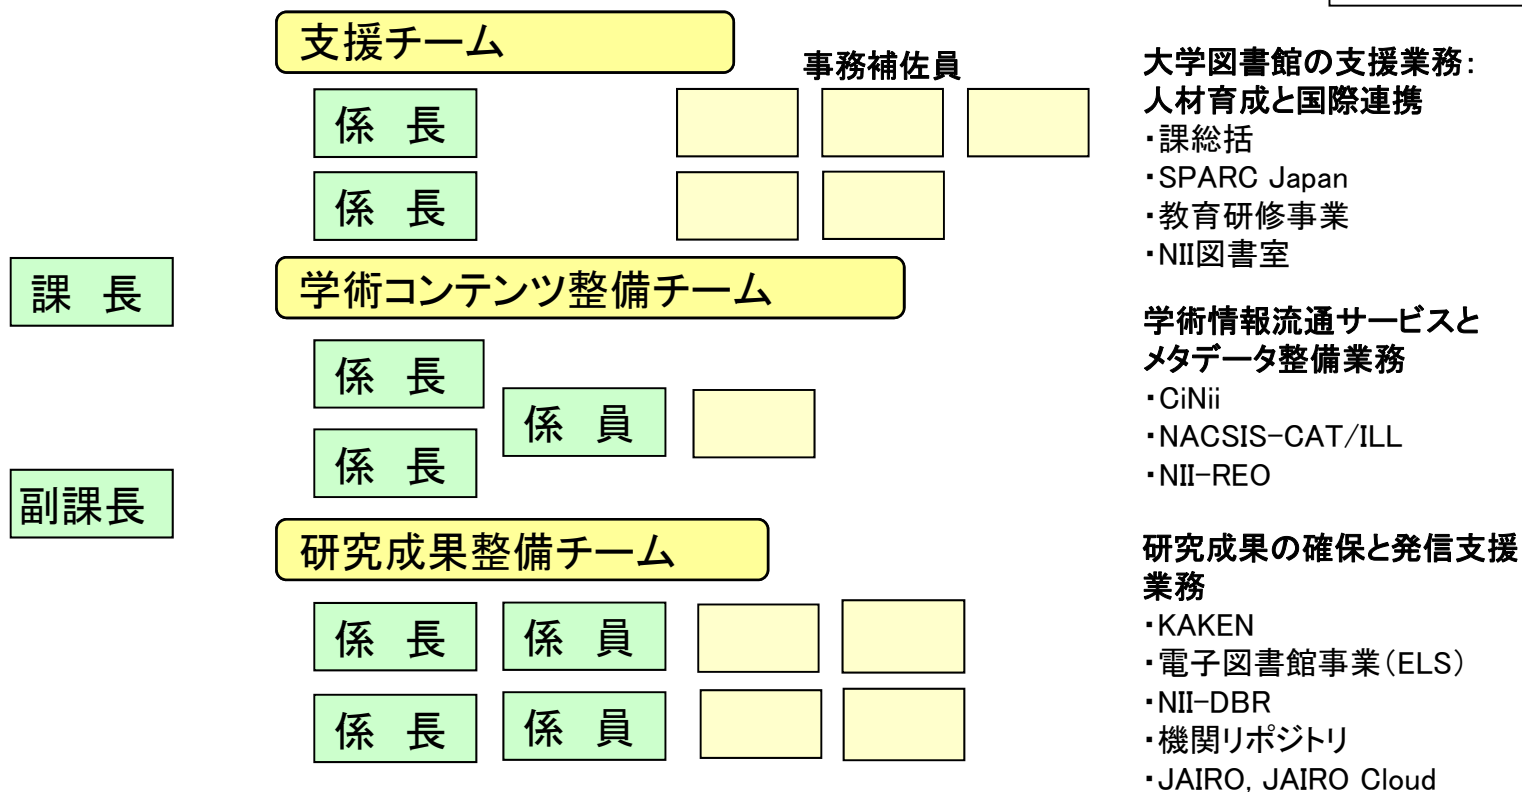 支援チーム
事務補佐員
係 長
係 長
課 長
学術コンテンツ整備チーム
係 長
係 員
係 長
副課長
研究成果整備チーム
係 長 係 員
係 長 係 員
大学図書館の支援業務：
人材育成と国際連携
・課総括
・SPARC Japan
・教育研修事業
・NII図書室
学術情報流通サービスと
メタデータ整備業務
・CiNii
・NACSIS-CAT/ILL
・NII-REO
研究成果の確保と発信支援
業務
・KAKEN
・電子図書館事業（ELS）
・NII-DBR
・機関リポジトリ
・JAIRO, JAIRO Cloud